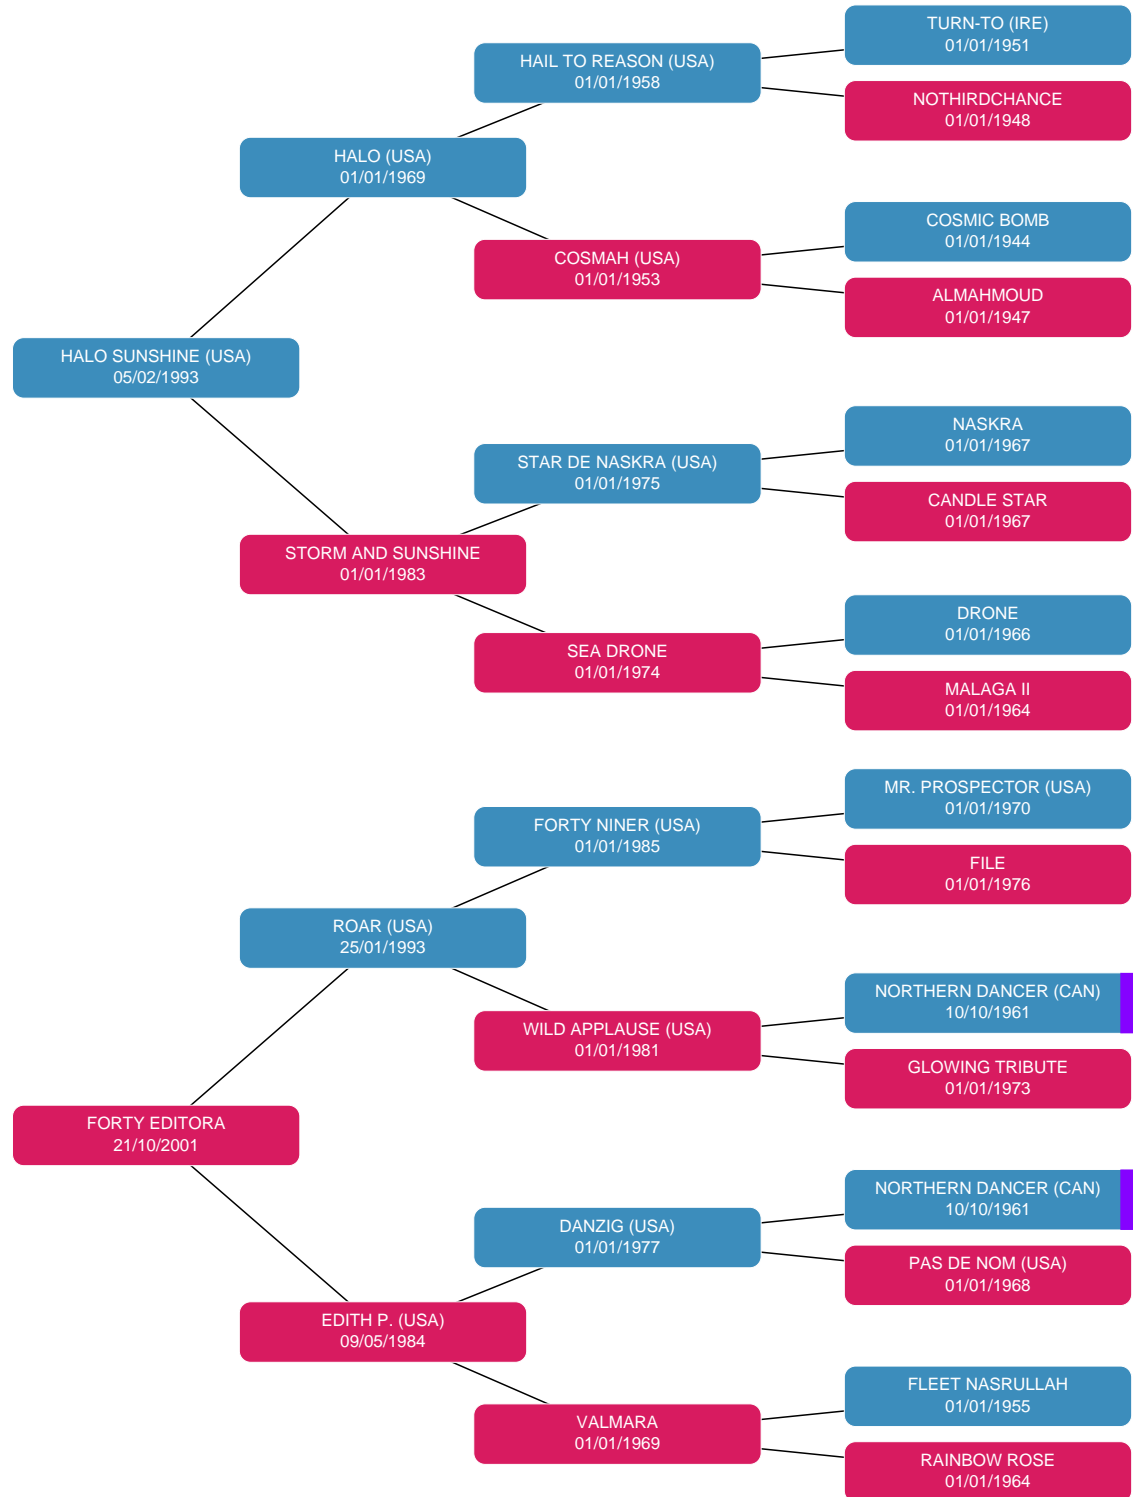 TURN-TO (IRE)
01/01/1951
HAIL TO REASON (USA)
01/01/1958
NOTHIRDCHANCE
01/01/1948
HALO (USA)
01/01/1969
COSMIC BOMB
01/01/1944
COSMAH (USA)
01/01/1953
ALMAHMOUD
01/01/1947
HALO SUNSHINE (USA)
05/02/1993
NASKRA
01/01/1967
STAR DE NASKRA (USA)
01/01/1975
CANDLE STAR
01/01/1967
STORM AND SUNSHINE
01/01/1983
DRONE
01/01/1966
SEA DRONE
01/01/1974
MALAGA II
01/01/1964
MR. PROSPECTOR (USA)
01/01/1970
FORTY NINER (USA)
01/01/1985
FILE
01/01/1976
ROAR (USA)
25/01/1993
NORTHERN DANCER (CAN)
10/10/1961
WILD APPLAUSE (USA)
01/01/1981
GLOWING TRIBUTE
01/01/1973
FORTY EDITORA
21/10/2001
NORTHERN DANCER (CAN)
10/10/1961
DANZIG (USA)
01/01/1977
PAS DE NOM (USA)
01/01/1968
EDITH P. (USA)
09/05/1984
FLEET NASRULLAH
01/01/1955
VALMARA
01/01/1969
RAINBOW ROSE
01/01/1964